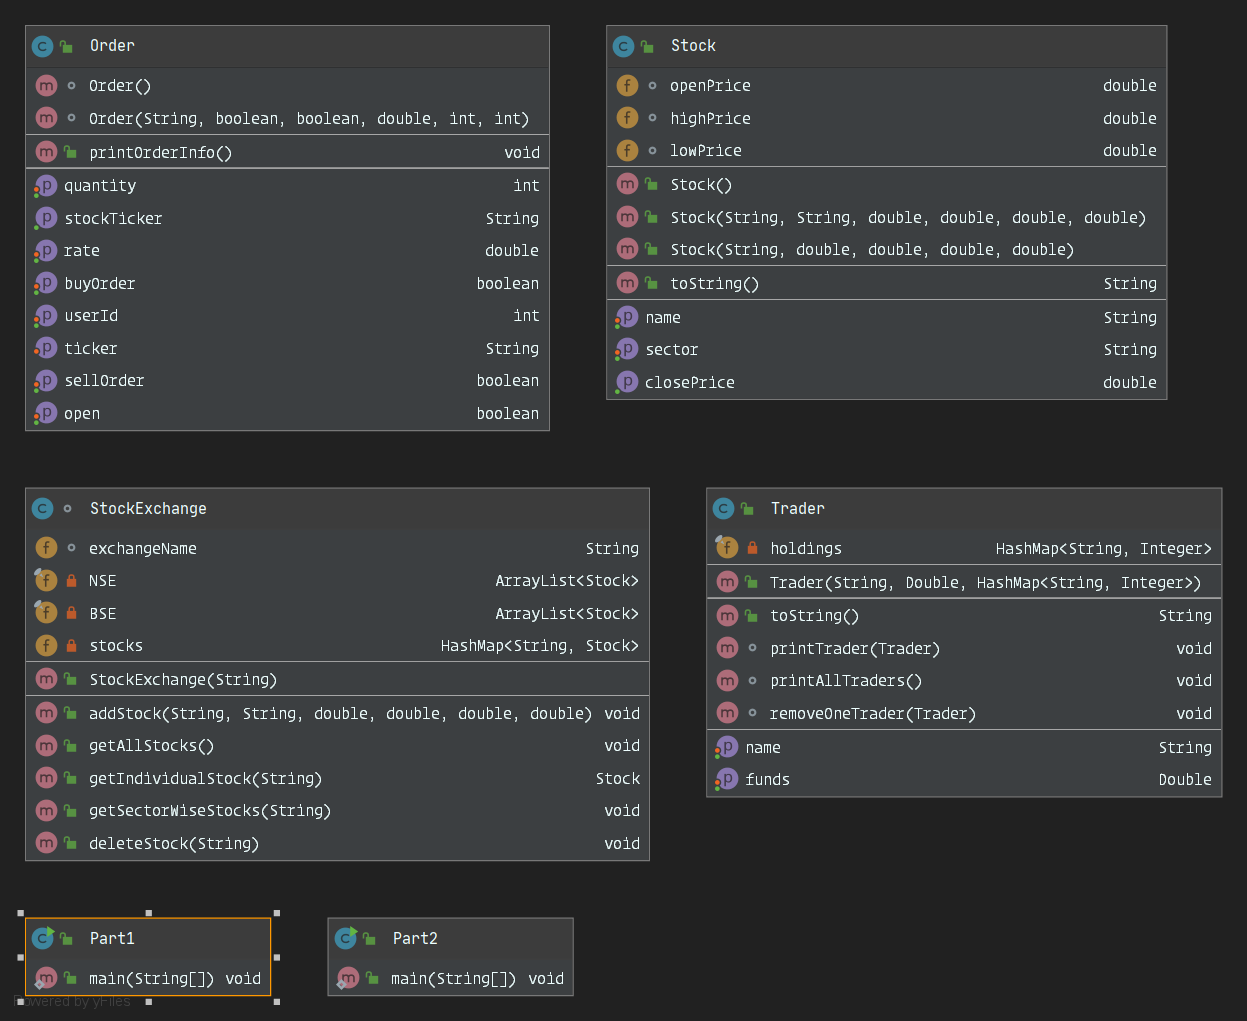 Order
Order()
Order(String, boolean, boolean, double, int, int)
printOrderInfo() void
quantity int
stockTicker String
rate double
buyOrder boolean
userId int
ticker String
sellOrder boolean
open boolean
Stock
openPrice double
highPrice double
lowPrice double
Stock()
Stock(String, String, double, double, double, double)
Stock(String, double, double, double, double)
toString() String
name String
sector String
closePrice double
StockExchange
exchangeName String
NSE ArrayList<Stock>
BSE ArrayList<Stock>
stocks HashMap<String, Stock>
StockExchange(String)
addStock(String, String, double, double, double, double) void
getAllStocks() void
getIndividualStock(String) Stock
getSectorWiseStocks(String) void
deleteStock(String) void
Trader
holdings HashMap<String, Integer>
Trader(String, Double, HashMap<String, Integer>)
toString() String
printTrader(Trader) void
printAllTraders() void
removeOneTrader(Trader) void
name String
funds Double
Part1
main(String[]) void
Part2
main(String[]) void
Powered by yFiles